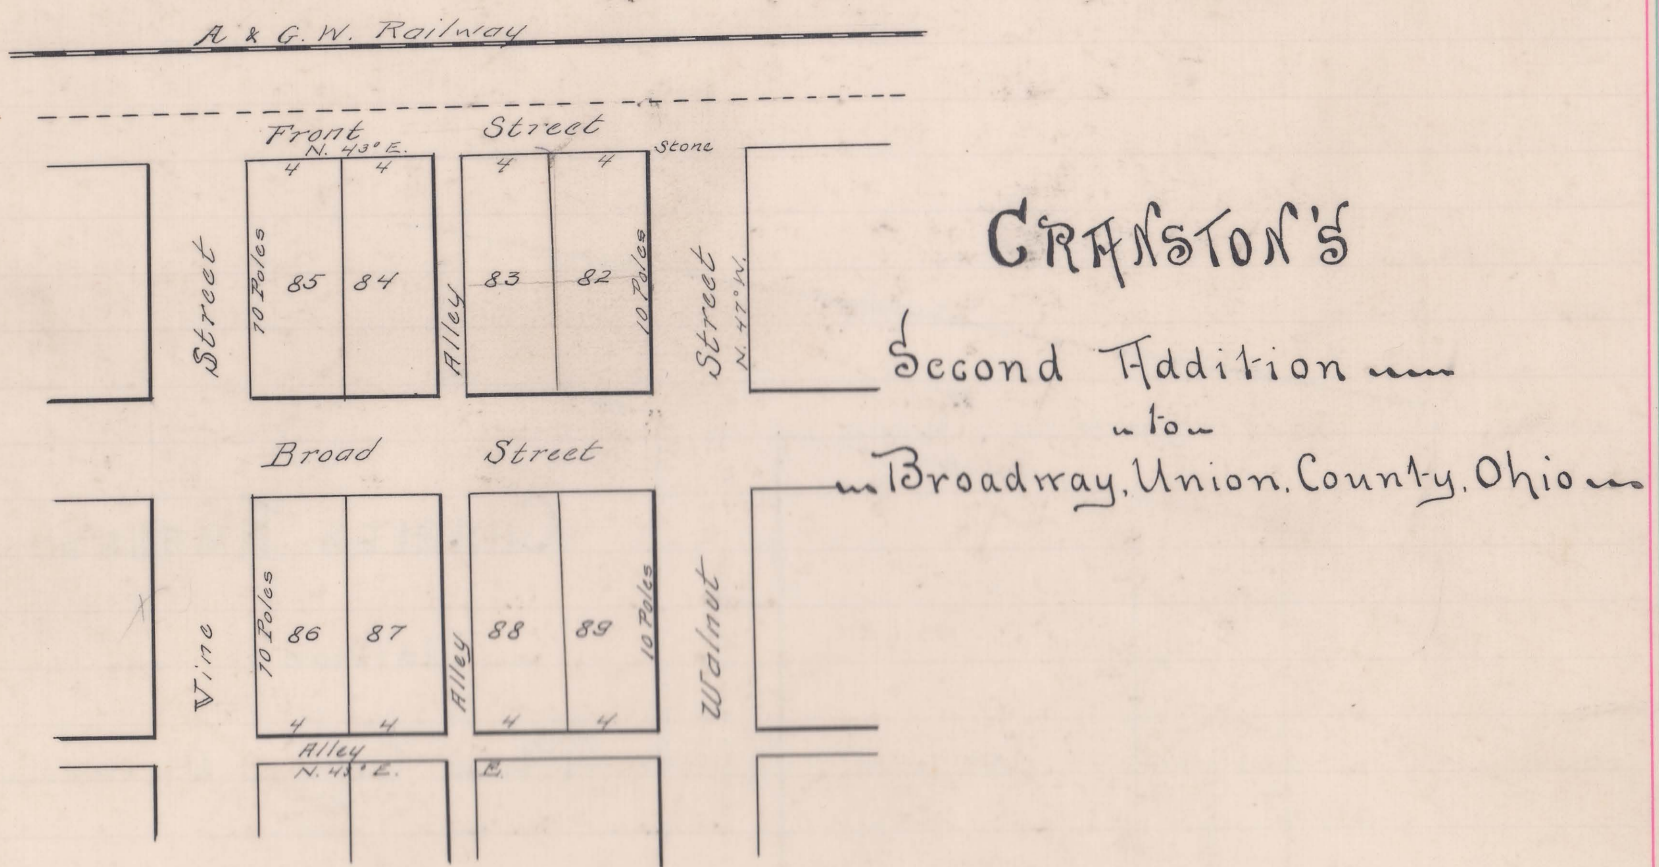 A & G. W. Railway
Front Street
N. 43° E.
Stone
4 4 4 4
10 Poles
85
84
83
82
10 Poles
Alley
Street
Street
N. 47° W.
CRANSTON'S
Second Addition
to
Broadway, Union, County, Ohio
Broad Street
10 Poles
86
87
88
89
10 Poles
Alley
Vine
Walnut
4 4 4 4
Alley
N. 43° E.
E.